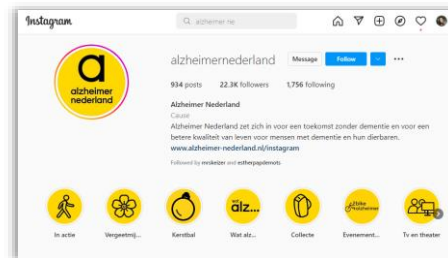 Instagram
alzheimer ne
a
alzheimer
nederland
alzheimernederland
Message
Follow
934 posts 22.3K followers 1,756 following
Alzheimer Nederland
Cause
Alzheimer Nederland zet zich in voor een toekomst zonder dementie en voor een
betere kwaliteit van leven voor mensen met dementie en hun dierbaren.
www.alzheimer-nederland.nl/instagram
Followed by mrskeizer and estherpapdemots
wat
alz...
In actie
Vergeetmij...
Kerstbal
Wat alz...
Collecte
Evenement...
Tv en theater